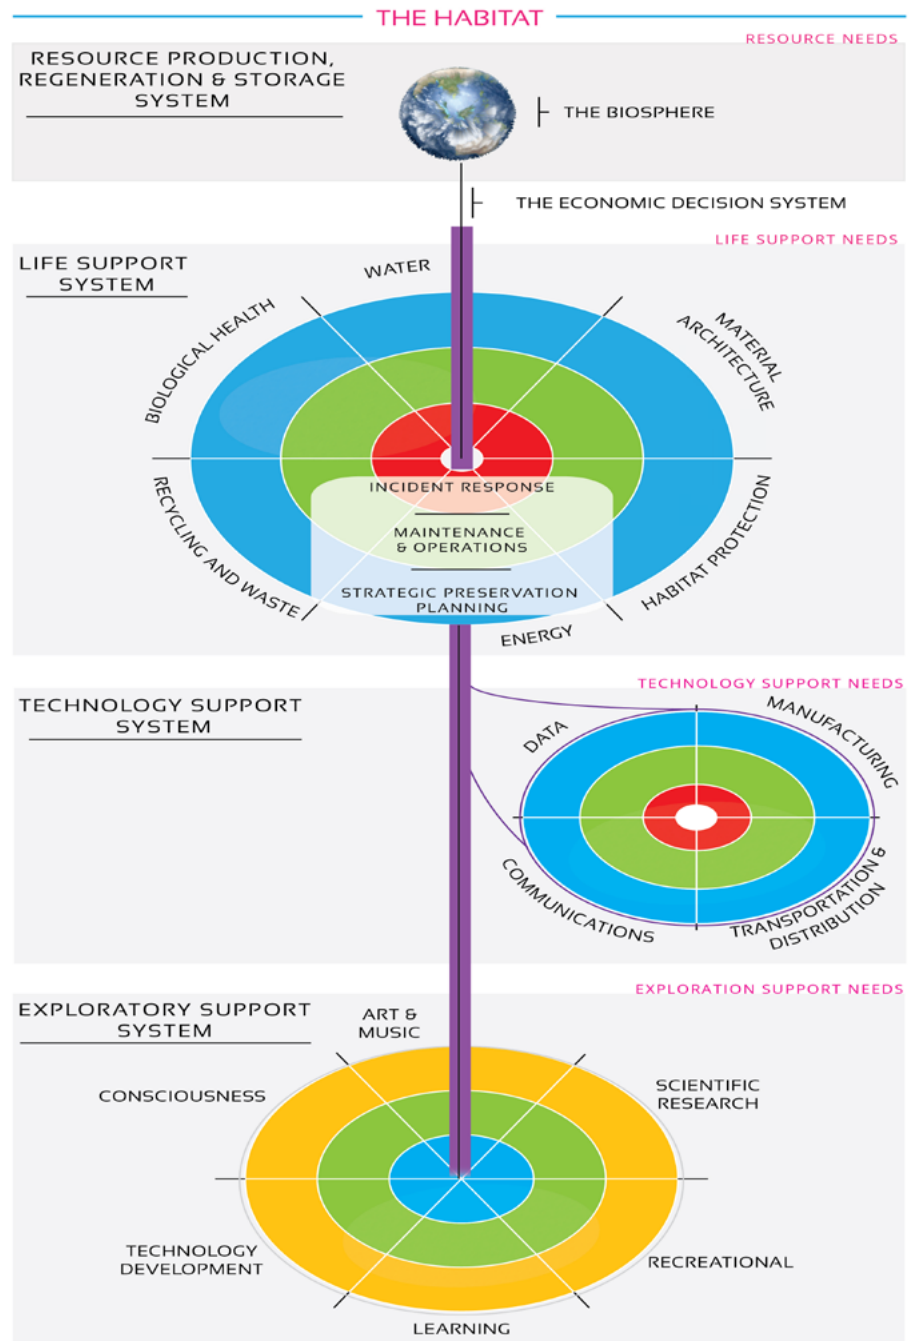 THE HABITAT
RESOURCE NEEDS
RESOURCE PRODUCTION,
REGENERATION & STORAGE
SYSTEM
THE BIOSPHERE
THE ECONOMIC DECISION SYSTEM
LIFE SUPPORT NEEDS
LIFE SUPPORT
SYSTEM
WATER
BIOLOGICAL HEALTH
MATERIAL
ARCHITECTURE
RECYCLING AND WASTE
HABITAT PROTECTION
INCIDENT RESPONSE
MAINTENANCE
& OPERATIONS
STRATEGIC PRESERVATION
PLANNING
ENERGY
TECHNOLOGY SUPPORT NEEDS
TECHNOLOGY SUPPORT
SYSTEM
DATA
MANUFACTURING
COMMUNICATIONS
TRANSPORTATION &
DISTRIBUTION
EXPLORATION SUPPORT NEEDS
EXPLORATORY SUPPORT
SYSTEM
ART &
MUSIC
CONSCIOUSNESS
SCIENTIFIC
RESEARCH
TECHNOLOGY
DEVELOPMENT
RECREATIONAL
LEARNING